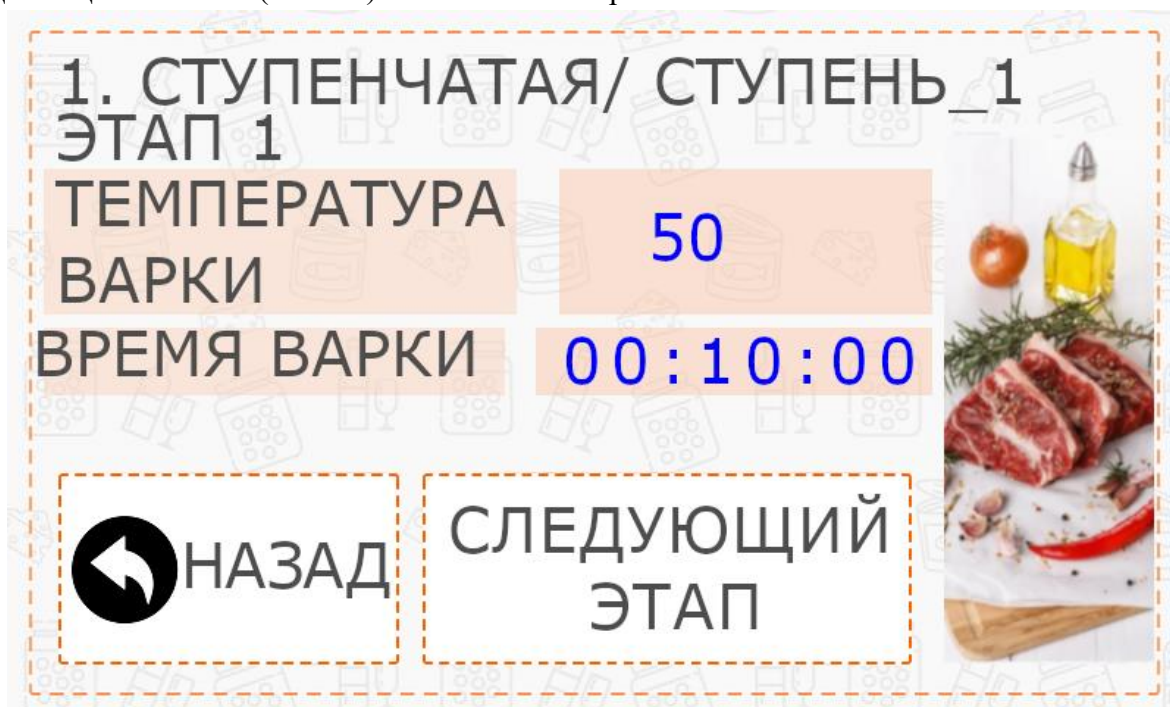 1. СТУПЕНЧАТАЯ/ СТУПЕНЬ_1
ЭТАП 1
ТЕМПЕРАТУРА
ВАРКИ
50
ВРЕМЯ ВАРКИ 00:10:00
НАЗАД
СЛЕДУЮЩИЙ
ЭТАП